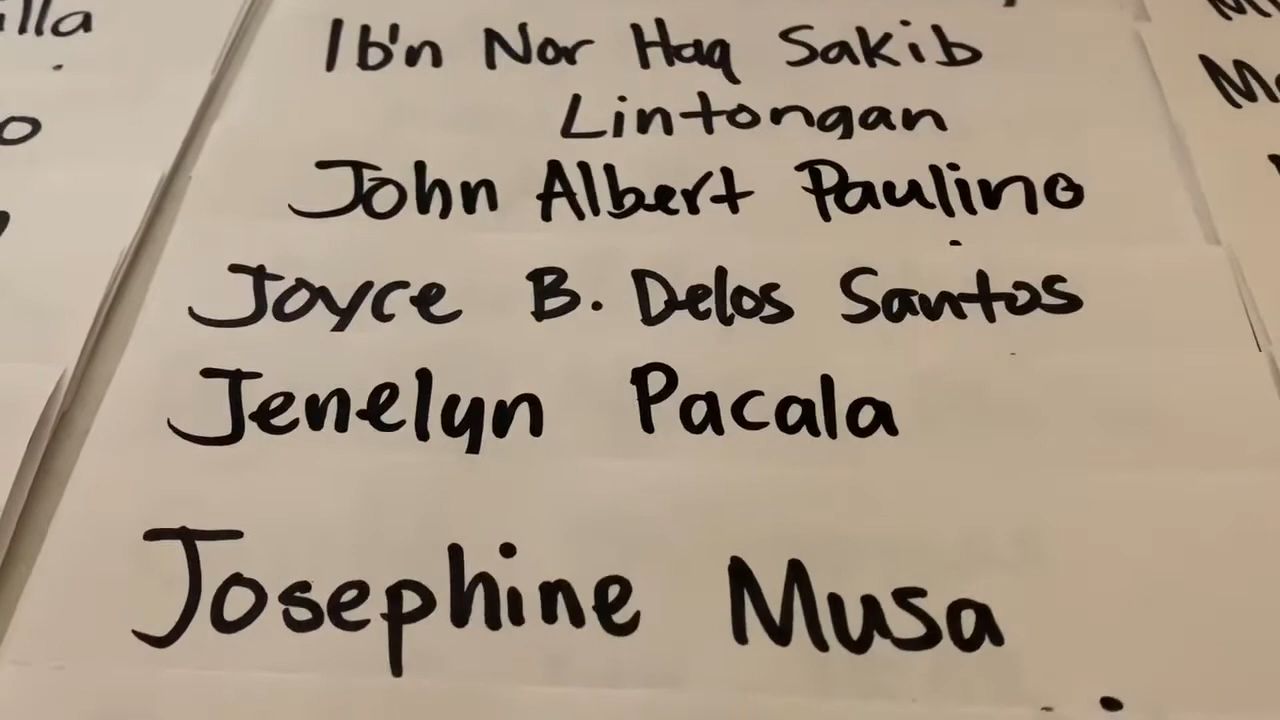 Ib'n Nor Haq Sakib
Lintongan
John Albert Paulino
Joyce B. Delos Santos
Jenelyn Pacala
Josephine Musa